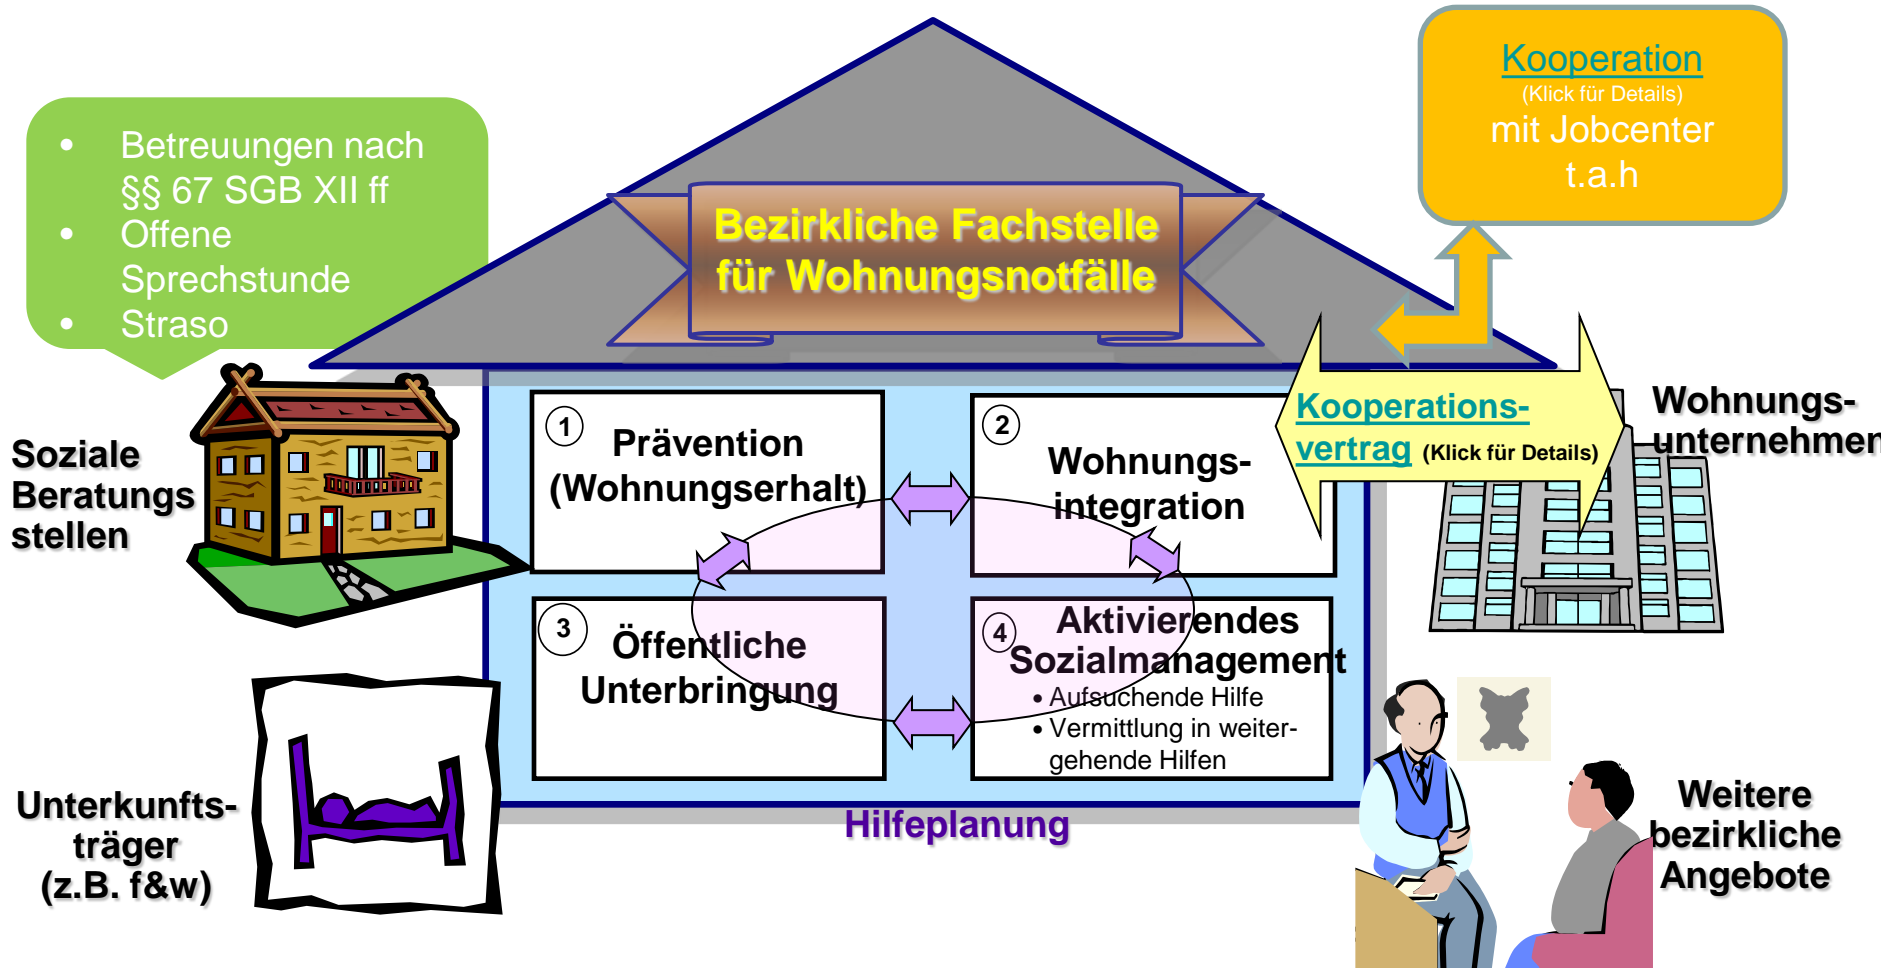 • Betreuungen nach
§§ 67 SGB XII ff
• Offene
Sprechstunde
• Straso
Bezirkliche Fachstelle
für Wohnungsnotfälle
Kooperation
(Klick für Details)
mit Jobcenter
t.a.h
Soziale
Beratungs
stellen
1
Prävention
(Wohnungserhalt)
2
Wohnungs-
integration
Kooperations-
vertrag (Klick für Details)
Wohnungs-
unternehmen
3
Öffentliche
Unterbringung
4
Aktivierendes
Sozialmanagement
• Aufsuchende Hilfe
• Vermittlung in weiter-
gehende Hilfen
Unterkunfts-
träger
(z.B. f&w)
Hilfeplanung
Weitere
bezirkliche
Angebote